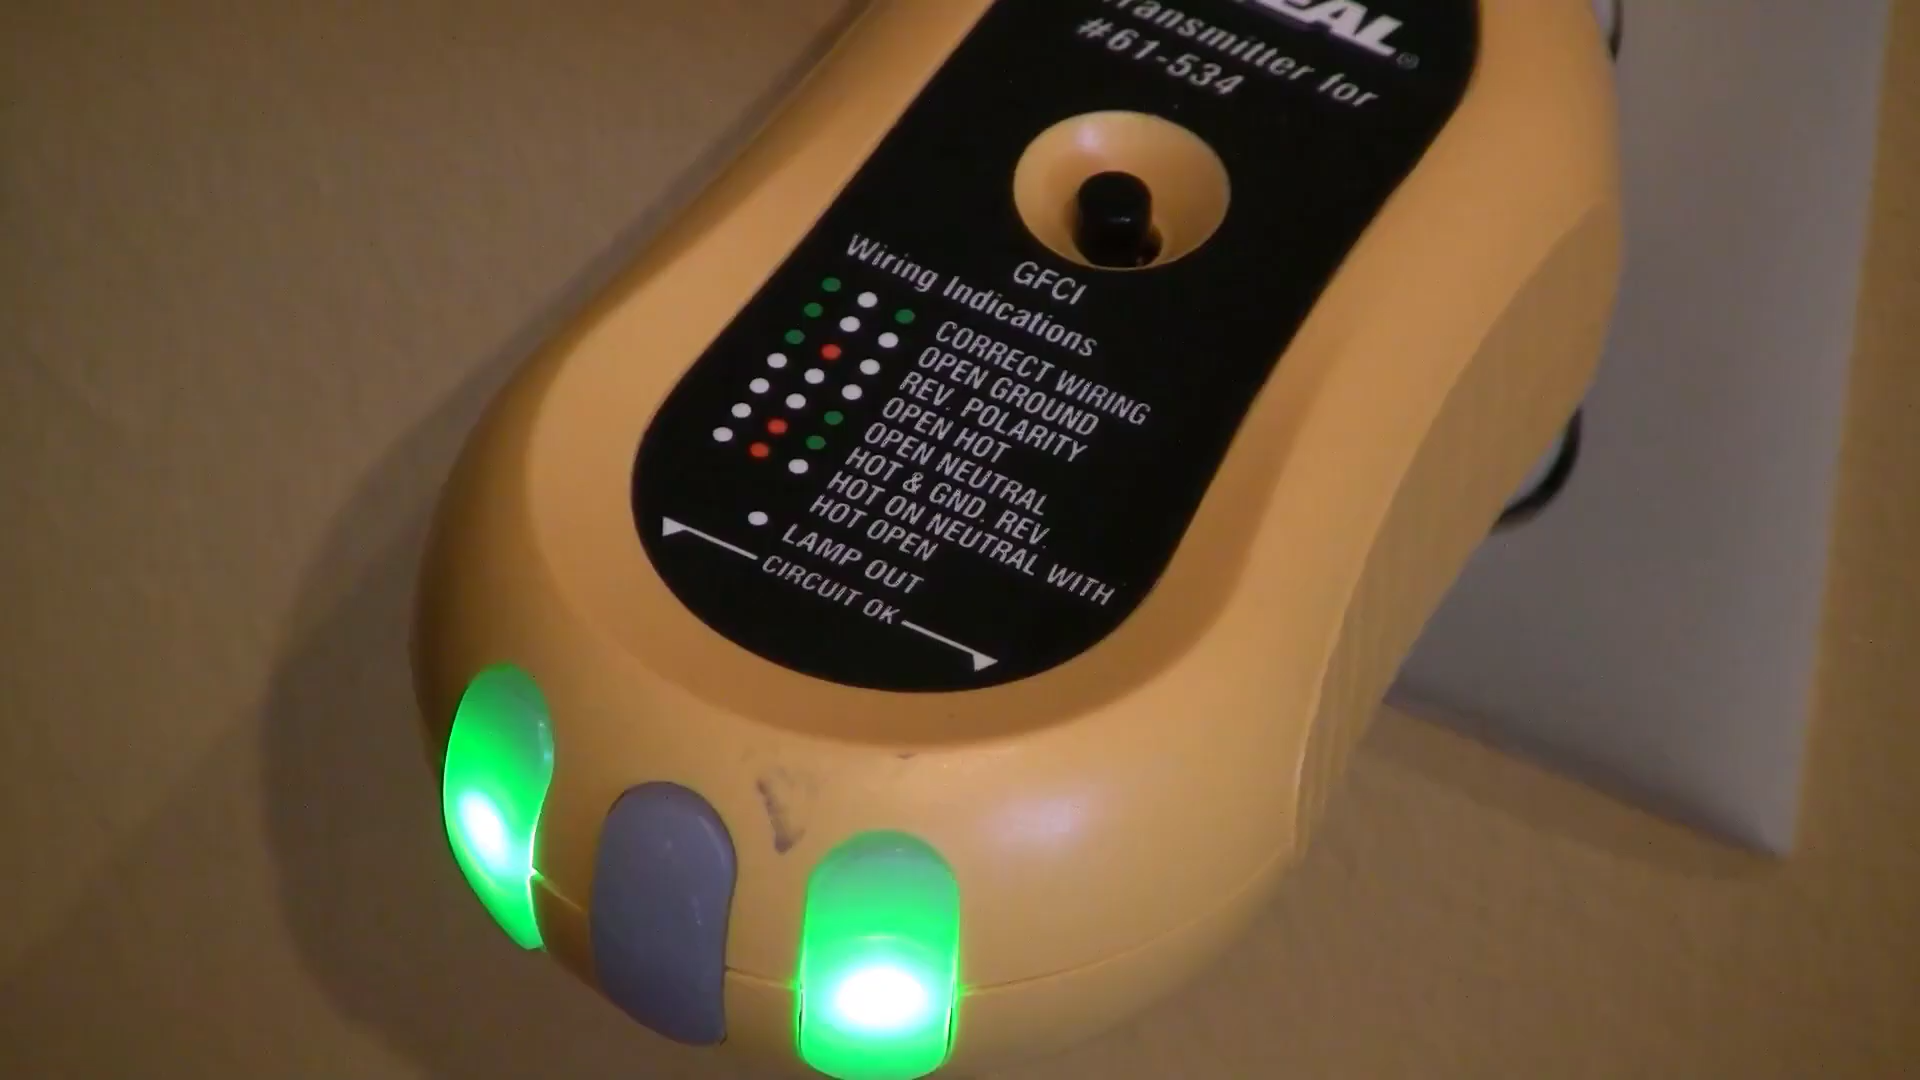 Transmitter for
#61-534
GFCI
Wiring Indications
CORRECT WIRING
OPEN GROUND
REV. POLARITY
OPEN HOT
OPEN NEUTRAL
HOT & GND. REV.
HOT ON NEUTRAL WITH
HOT OPEN
LAMP OUT
CIRCUIT OK